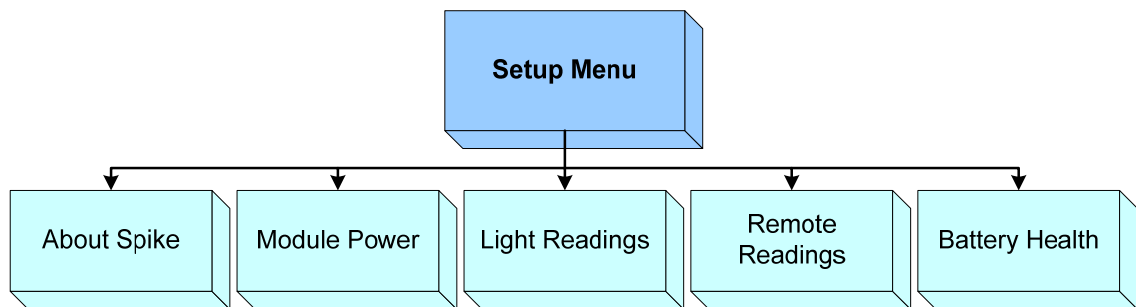 Setup Menu
About Spike
Module Power
Light Readings
Remote
Readings
Battery Health